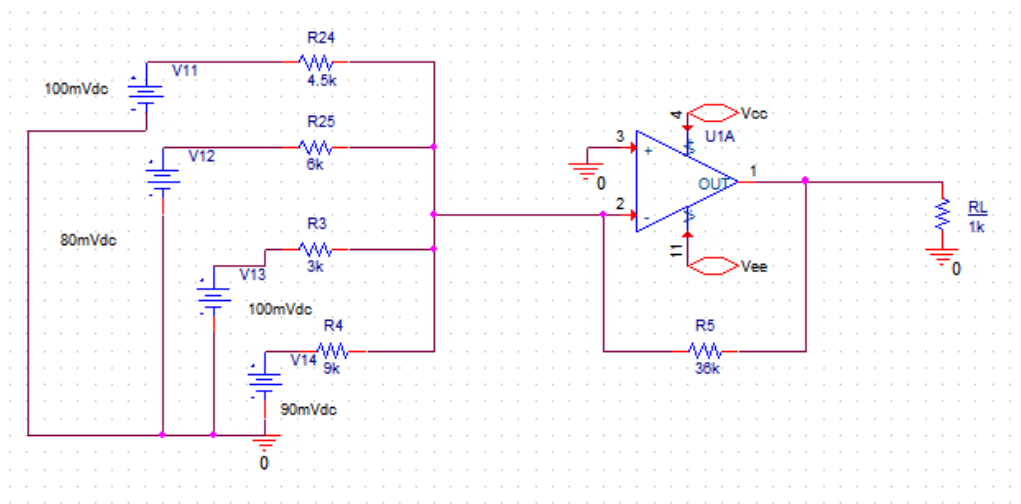 R24
V11
4.5k
100mVdc
R25
V12
6k
80mVdc
R3
V13
3k
100mVdc
R4
V14
9k
90mVdc
0
3
+
0
2
-
4
Vcc
U1A
OUT
1
11
Vee
R5
36k
RL
1k
0